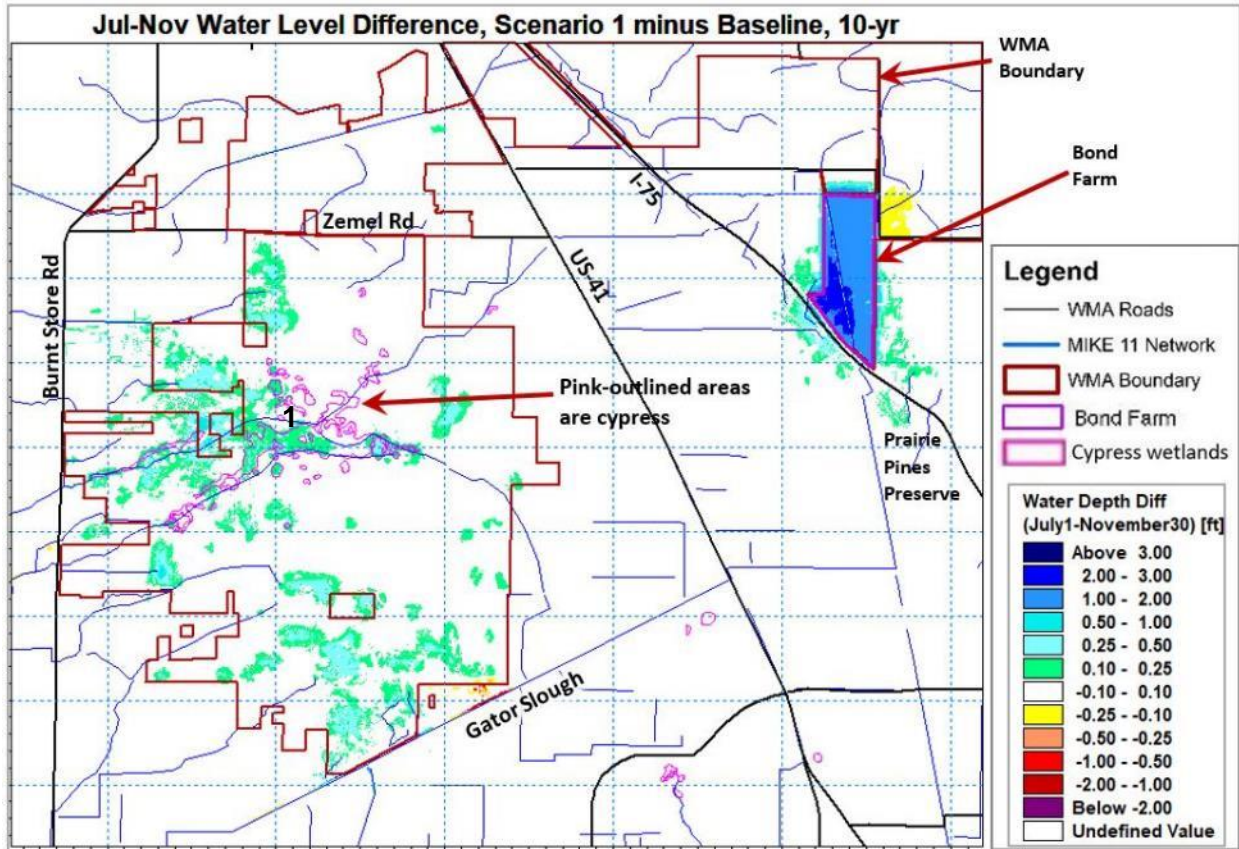 Jul-Nov Water Level Difference, Scenario 1 minus Baseline, 10-yr
WMA
Boundary
Bond
Farm
I-75
Zemel Rd
US-41
Burnt Store Rd
Pink-outlined areas
are cypress
1
Prairie
Pines
Preserve
Gator Slough
Legend
WMA Roads
MIKE 11 Network
WMA Boundary
Bond Farm
Cypress wetlands
Water Depth Diff
(July1-November30) [ft]
Above 3.00
2.00 - 3.00
1.00 - 2.00
0.50 - 1.00
0.25 - 0.50
0.10 - 0.25
-0.10 - 0.10
-0.25 - -0.10
-0.50 - -0.25
-1.00 - -0.50
-2.00 - -1.00
Below -2.00
Undefined Value